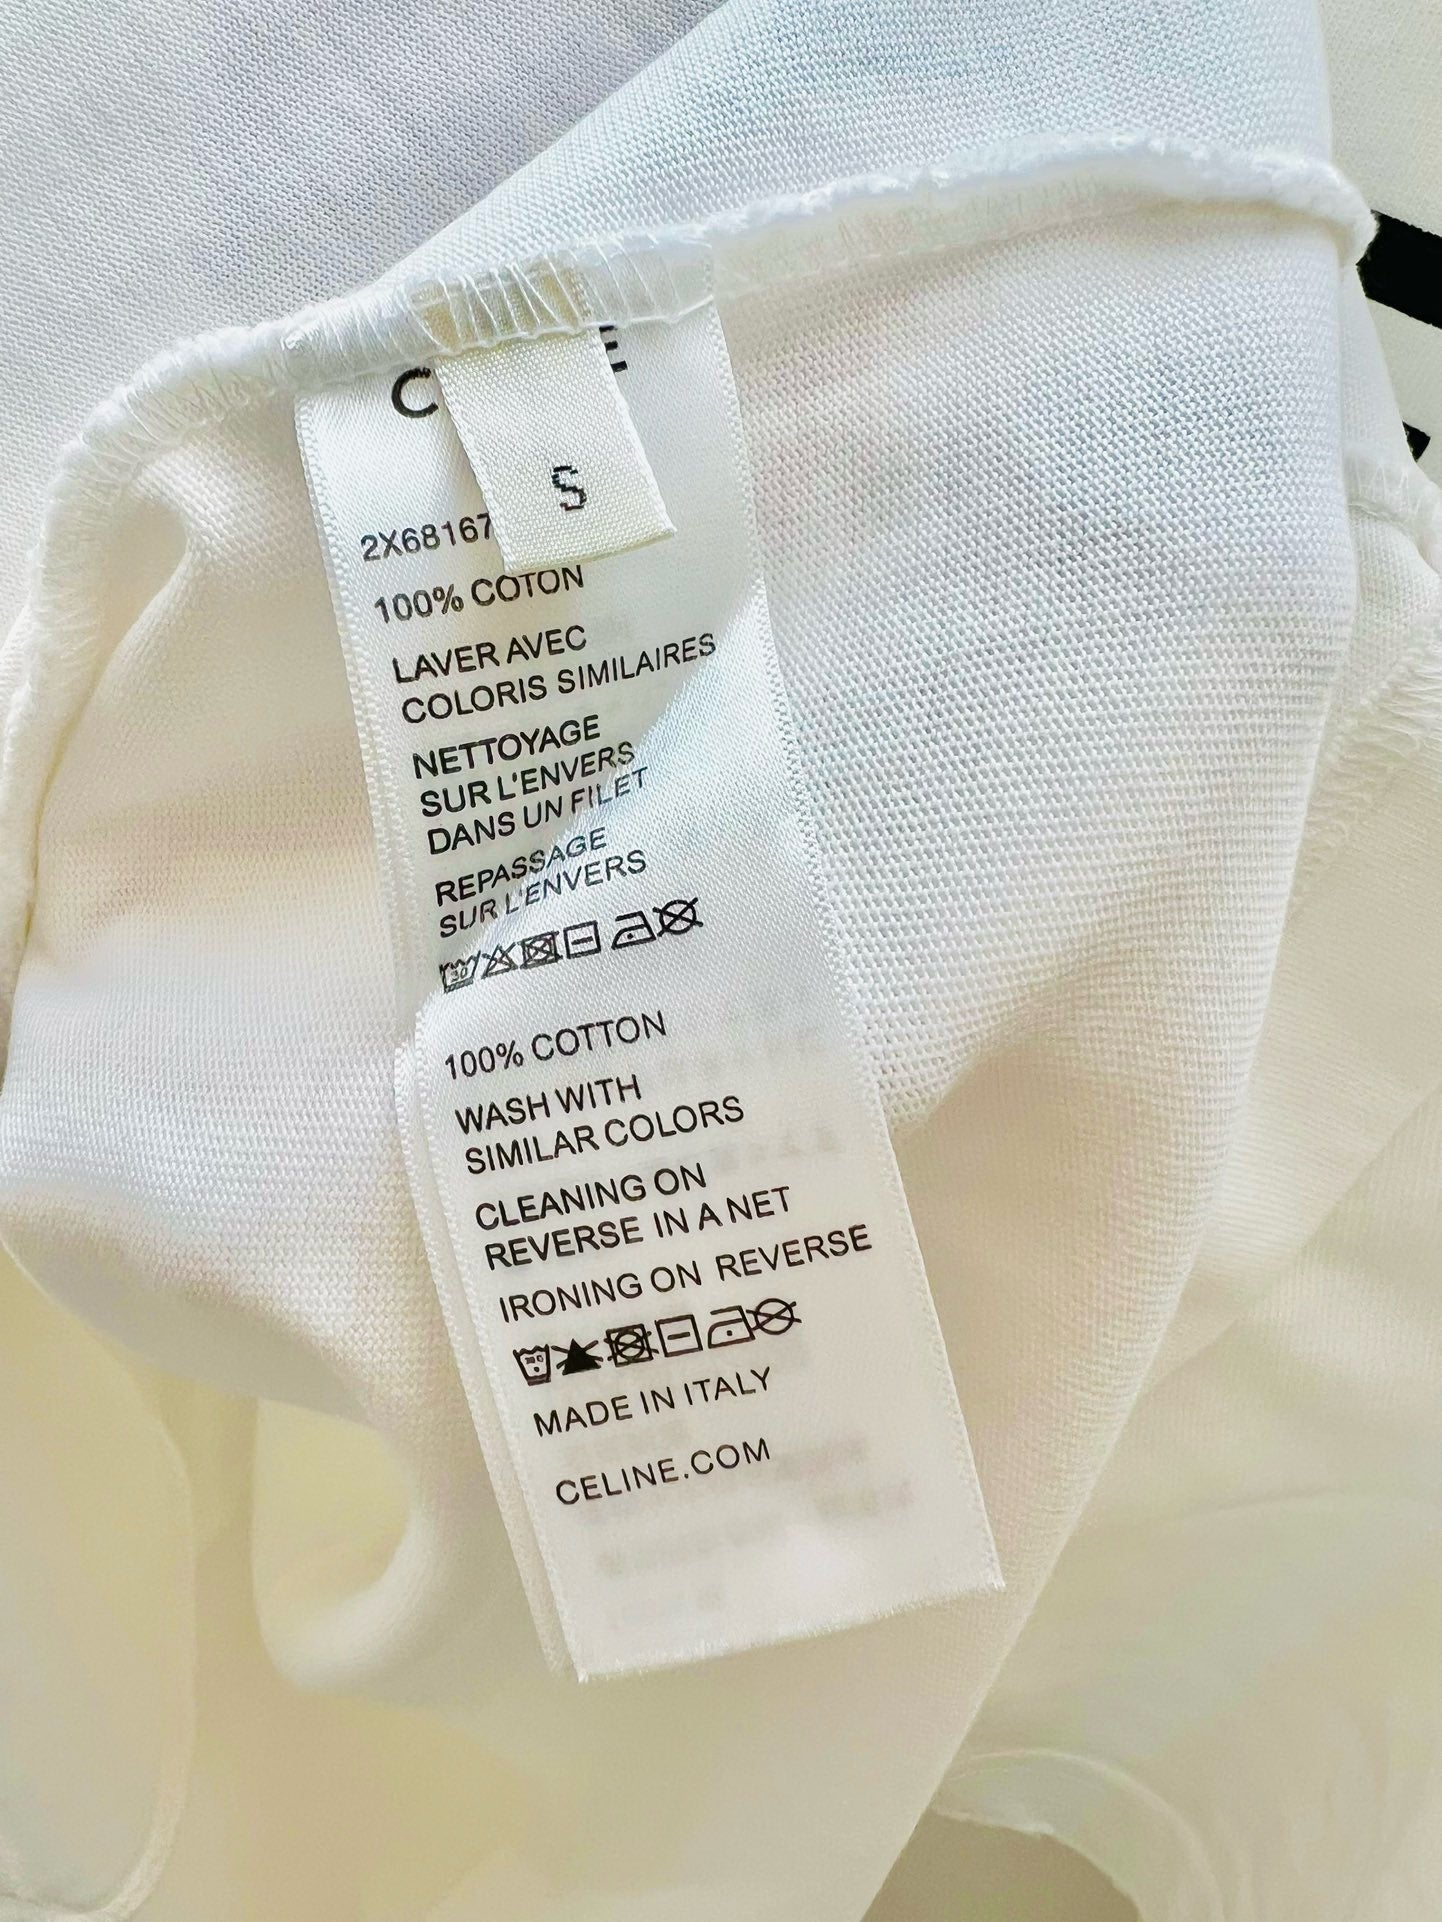 S
2X68167
100% COTON
LAVER AVEC
COLORIS SIMILAIRES
NETTOYAGE
SUR L'ENVERS
DANS UN FILET
REPASSAGE
SUR L'ENVERS
30
100% COTTON
WASH WITH
SIMILAR COLORS
CLEANING ON
REVERSE IN A NET
IRONING ON REVERSE
MADE IN ITALY
CELINE.COM